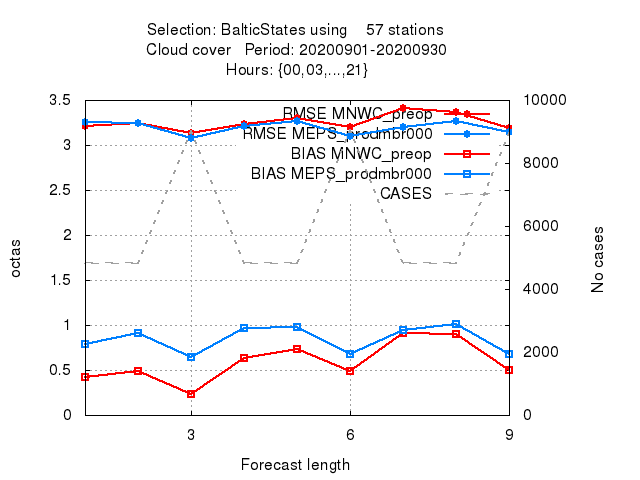 Selection: BalticStates using    57 stations
Cloud cover   Period: 20200901-20200930
Hours: {00,03,...,21}
3.5
3
2.5
2
1.5
1
0.5
0
octas
RMSE MNWC_preop
RMSE MEPS_prodmbr000
BIAS MNWC_preop
BIAS MEPS_prodmbr000
CASES
10000
8000
6000
4000
2000
0
No cases
3 6 9
Forecast length